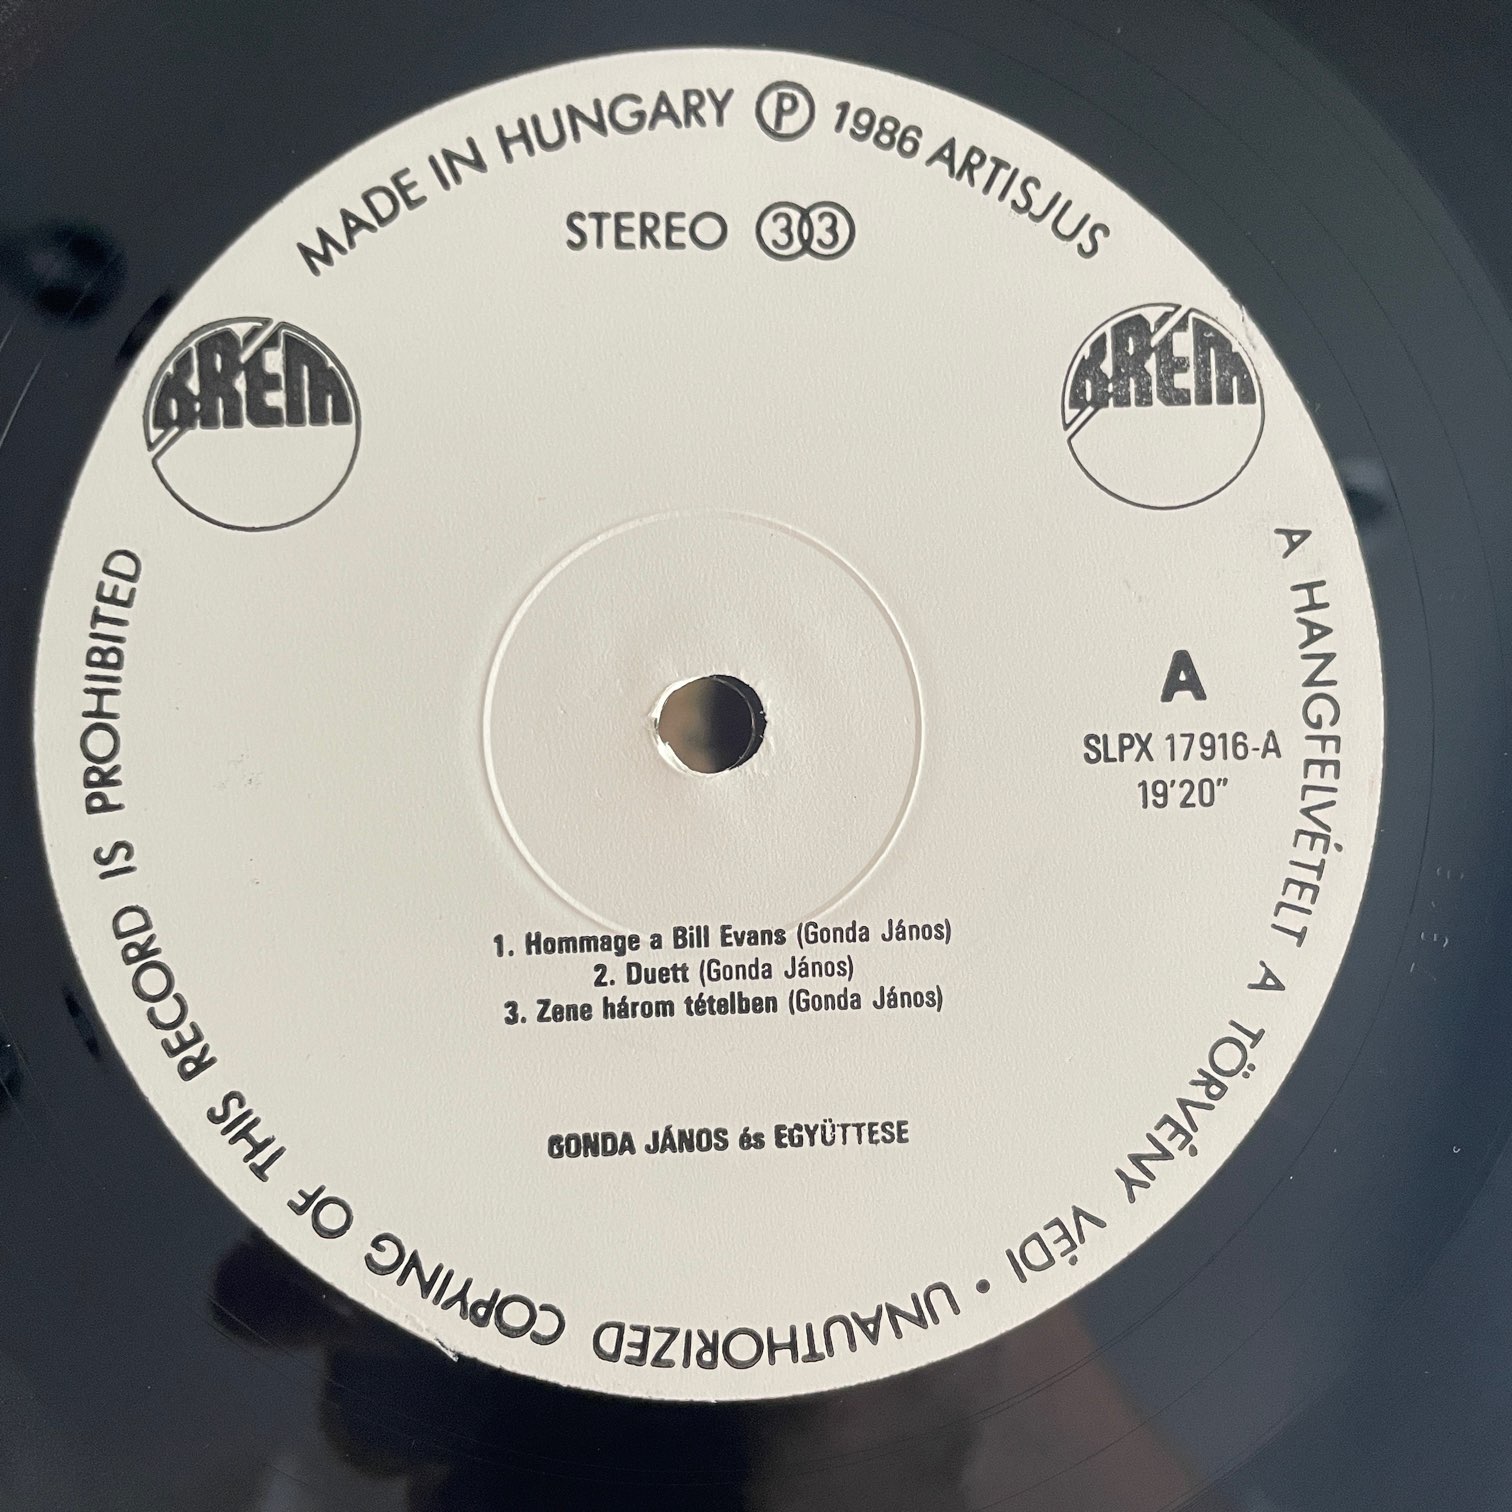 MADE IN HUNGARY Ⓟ 1986 ARTISJUS
STEREO 33
KRÉM
KRÉM
A
SLPX 17916-A
19'20"
1. Hommage a Bill Evans (Gonda János)
2. Duett (Gonda János)
3. Zene három tételben (Gonda János)
GONDA JÁNOS és EGYÜTTESE
A HANGFELVÉTELT A TÖRVÉNY VÉDI • UNAUTHORIZED COPYING OF THIS RECORD IS PROHIBITED